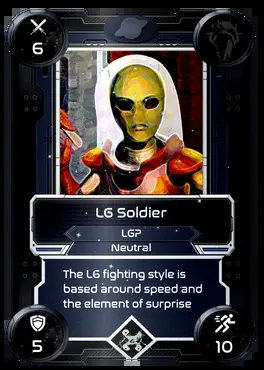 6
LG Soldier
LGP
Neutral
The LG fighting style is
based around speed and
the element of surprise
5
10